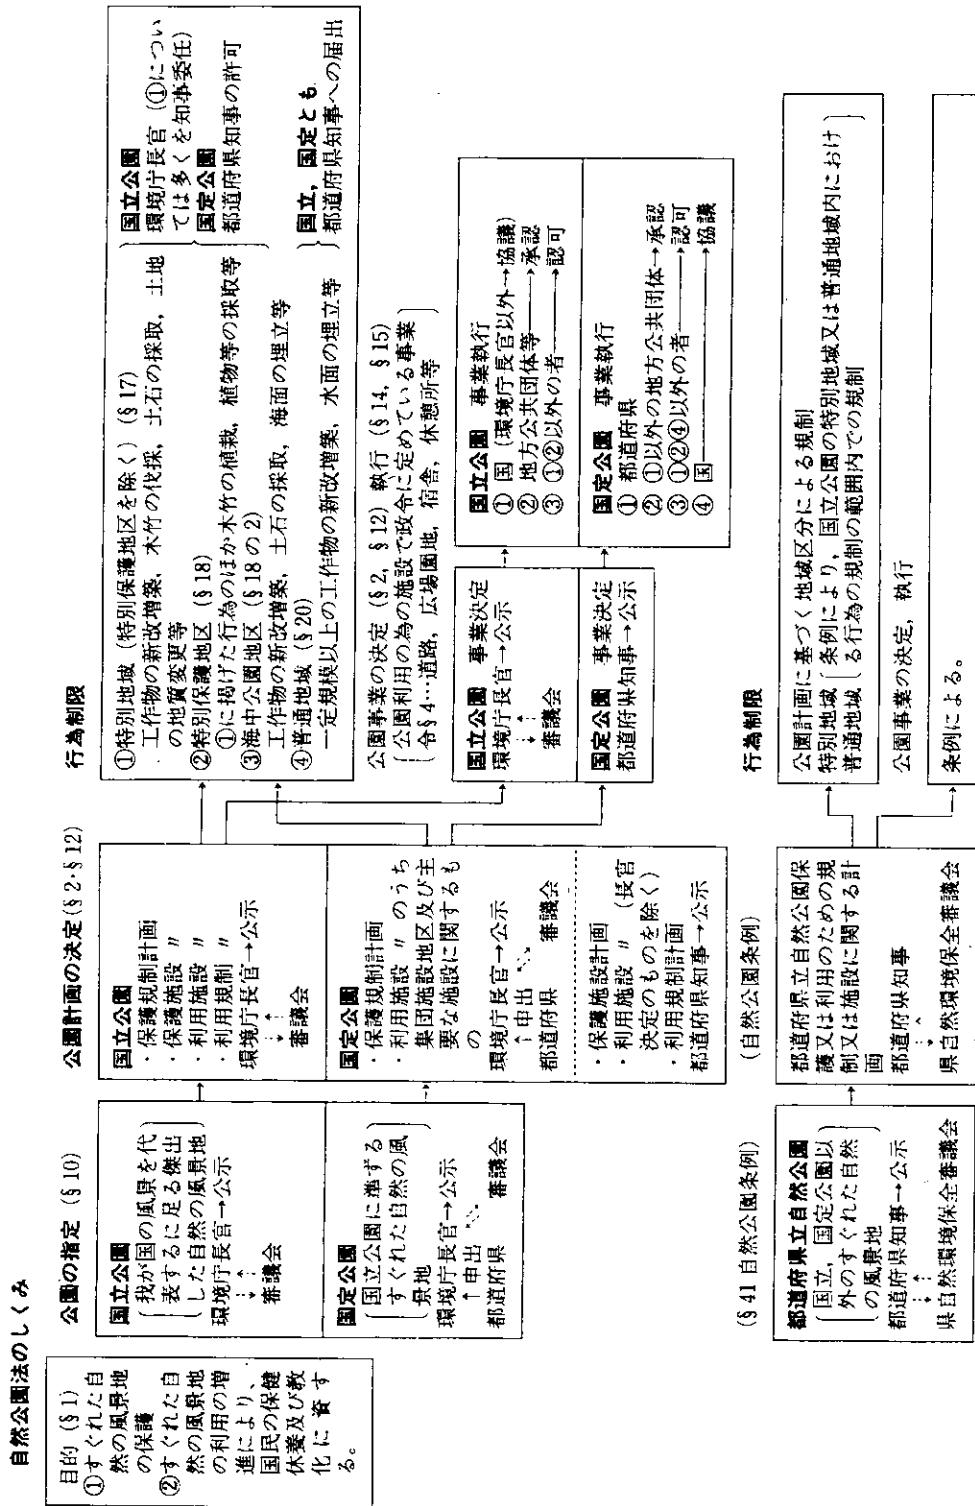 自然公園法のしくみ
目的 (§1)
①すぐれた自
然の風景地
の保護
②すぐれた自
然の風景地
の利用の増
進により、
国民の保健
休養及び教
化に資す
る。
公園の指定 (§10)
国立公園
我が国の風景を代
表するに足る傑出
した自然の風景地
環境庁長官→公示
審議会
国定公園
国立公園に準ずる
すぐれた自然の風
景地
環境庁長官→公示
↑申出
都道府県 審議会
公園計画の決定(§2・§12)
国立公園
・保護規制計画
・保護施設 〃
・利用施設 〃
・利用規制 〃
環境庁長官→公示
審議会
国定公園
・保護規制計画
・利用施設 〃 のうち
集団施設地区及び主
要な施設に関するも
の
環境庁長官→公示
↑申出
都道府県 審議会
・保護施設計画
・利用施設 〃 (長官
決定のものを除く)
・利用規制計画
都道府県知事→公示
行為制限
①特別地域 (特別保護地区を除く) (§17)
工作物の新改増築、木竹の伐採、土石の採取、土地
の地質変更等
②特別保護地区 (§18)
①に掲げた行為のほか木竹の植栽、植物等の採取等
③海中公園地区 (§18の2)
工作物の新改増築、土石の採取、海面の埋立等
④普通地域 (§20)
一定規模以上の工作物の新改増築、水面の埋立等
国立公園
環境庁長官 (①につい
ては多くを知事委任)
国定公園
都道府県知事の許可
国立,国定とも
都道府県知事への届出
公園事業の決定 (§2, §12) 執行 (§14, §15)
公園利用の為の施設で政令に定めている事業
令§4…道路,広場園地,宿舎,休憩所等
国立公園 事業決定
環境庁長官→公示
審議会
国定公園 事業決定
都道府県知事→公示
国立公園 事業執行
① 国 (環境庁長官以外)→協議
② 地方公共団体等→承認
③ ①②以外の者→認可
国定公園 事業執行
① 都道府県
② ①以外の地方公共団体→承認
③ ①②④以外の者→認可
④ 国→協議
(§41 自然公園条例)
都道府県立自然公園
国立,国定公園以
外のすぐれた自然
の風景地
都道府県知事→公示
県自然環境保全審議会
(自然公園条例)
都道府県立自然公園保
護又は利用のための規
制又は施設に関する計
画
都道府県知事
県自然環境保全審議会
行為制限
公園計画に基づく地域区分による規制
特別地域 条例により、国立公園の特別地域又は普通地域内におけ
普通地域 る行為の規制の範囲内での規制
公園事業の決定,執行
条例による。